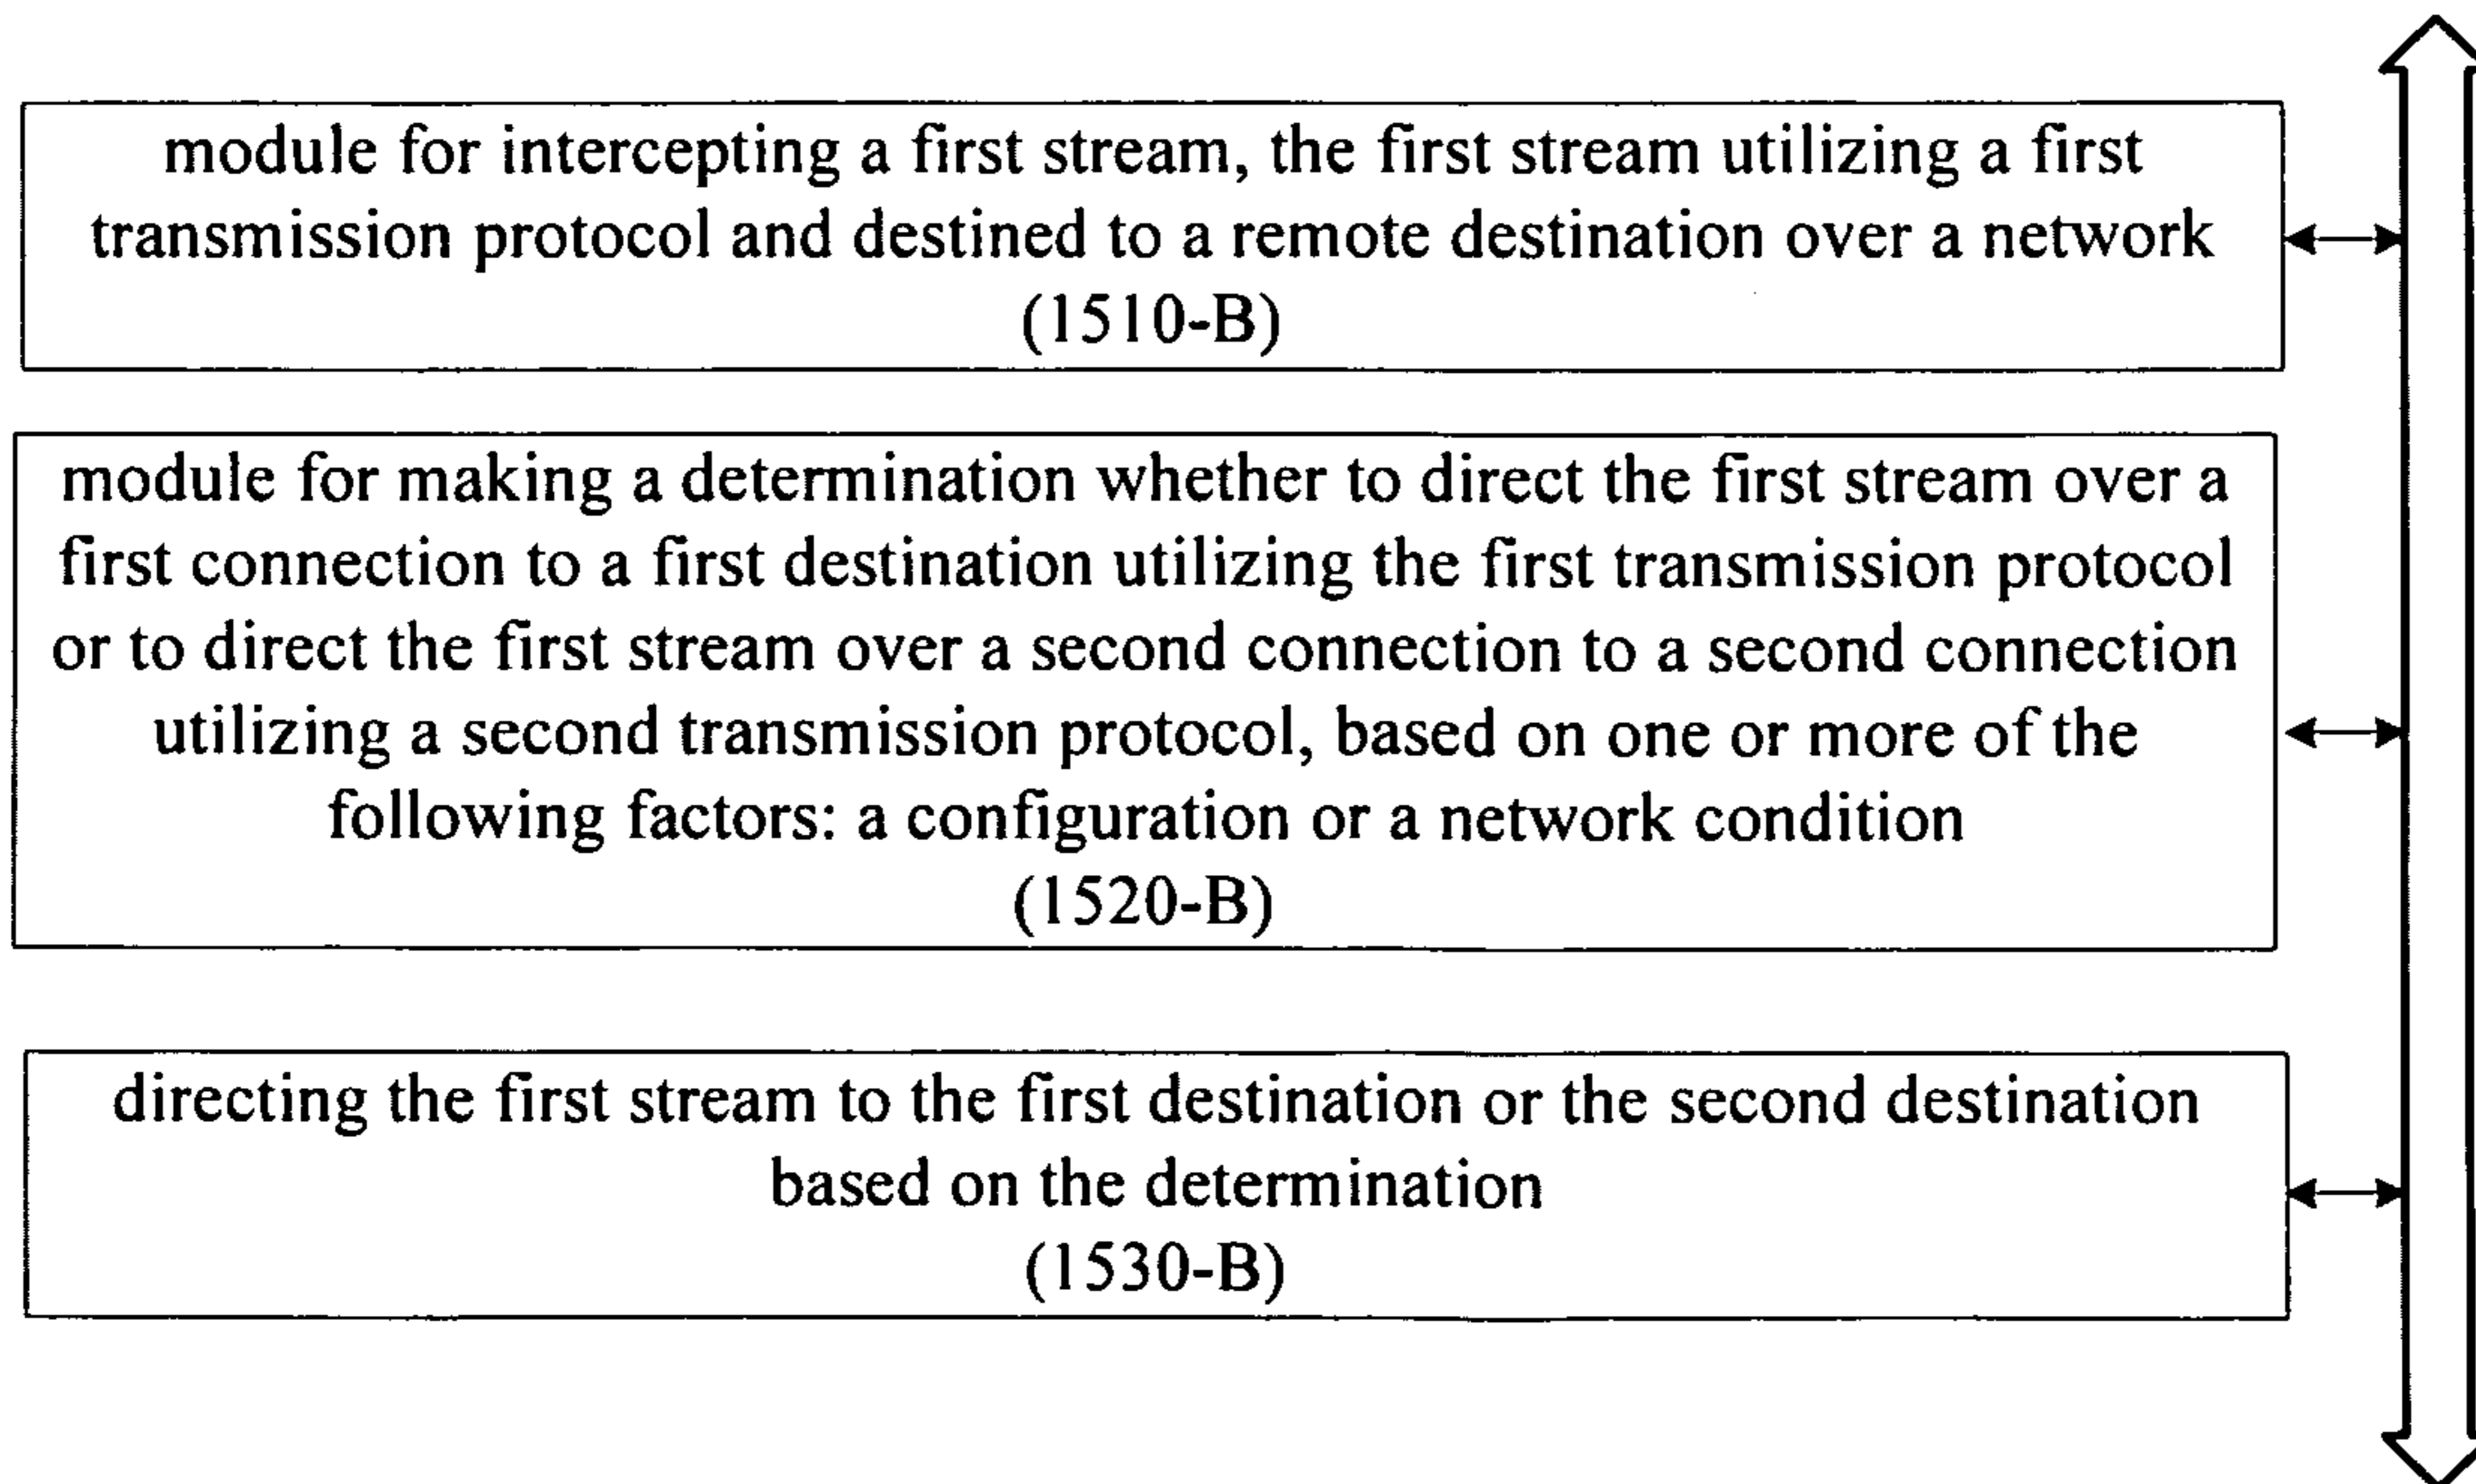 module for intercepting a first stream, the first stream utilizing a first
transmission protocol and destined to a remote destination over a network
(1510-B)
module for making a determination whether to direct the first stream over a
first connection to a first destination utilizing the first transmission protocol
or to direct the first stream over a second connection to a second connection
utilizing a second transmission protocol, based on one or more of the
following factors: a configuration or a network condition
(1520-B)
directing the first stream to the first destination or the second destination
based on the determination
(1530-B)